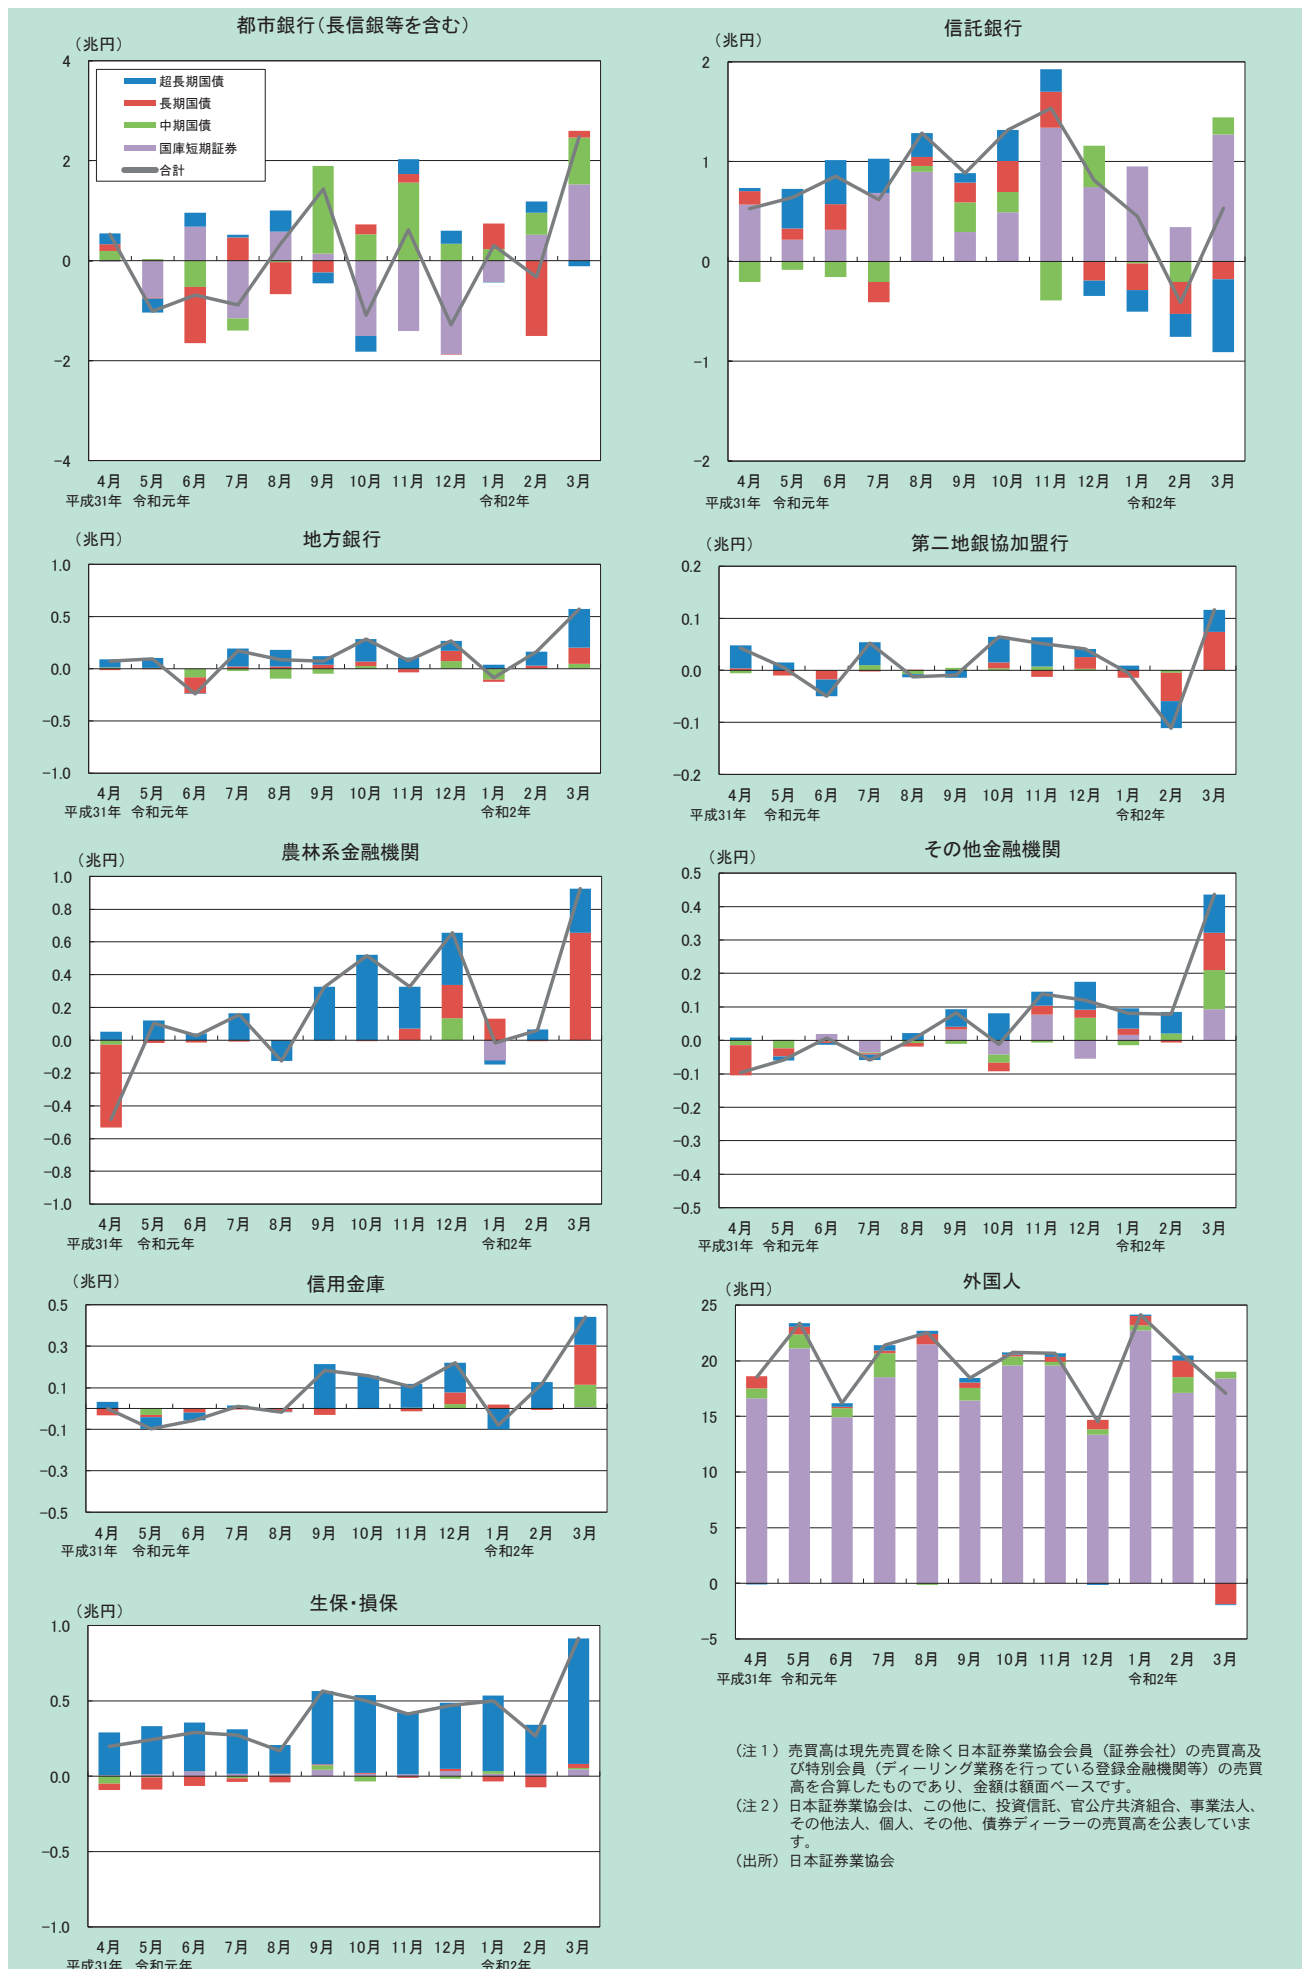 都市銀行（長信銀等を含む）
（兆円）
4
2
0
−2
−4
超長期国債
長期国債
中期国債
国庫短期証券
合計
4月 5月 6月 7月 8月 9月 10月 11月 12月 1月 2月 3月
平成31年 令和元年 令和2年
信託銀行
（兆円）
2
1
0
−1
−2
4月 5月 6月 7月 8月 9月 10月 11月 12月 1月 2月 3月
平成31年 令和元年 令和2年
地方銀行
（兆円）
1.0
0.5
0.0
−0.5
−1.0
4月 5月 6月 7月 8月 9月 10月 11月 12月 1月 2月 3月
平成31年 令和元年 令和2年
第二地銀協加盟行
（兆円）
0.2
0.1
0.0
−0.1
−0.2
4月 5月 6月 7月 8月 9月 10月 11月 12月 1月 2月 3月
平成31年 令和元年 令和2年
農林系金融機関
（兆円）
1.0
0.8
0.6
0.4
0.2
0.0
−0.2
−0.4
−0.6
−0.8
−1.0
4月 5月 6月 7月 8月 9月 10月 11月 12月 1月 2月 3月
平成31年 令和元年 令和2年
その他金融機関
（兆円）
0.5
0.4
0.3
0.2
0.1
0.0
−0.1
−0.2
−0.3
−0.4
−0.5
4月 5月 6月 7月 8月 9月 10月 11月 12月 1月 2月 3月
平成31年 令和元年 令和2年
信用金庫
（兆円）
0.5
0.3
0.1
−0.1
−0.3
−0.5
4月 5月 6月 7月 8月 9月 10月 11月 12月 1月 2月 3月
平成31年 令和元年 令和2年
外国人
（兆円）
25
20
15
10
5
0
−5
4月 5月 6月 7月 8月 9月 10月 11月 12月 1月 2月 3月
平成31年 令和元年 令和2年
生保・損保
（兆円）
1.0
0.5
0.0
−0.5
−1.0
4月 5月 6月 7月 8月 9月 10月 11月 12月 1月 2月 3月
平成31年 令和元年 令和2年
（注１）売買高は現先売買を除く日本証券業協会会員（証券会社）の売買高及
び特別会員（ディーリング業務を行っている登録金融機関等）の売買
高を合算したものであり、金額は額面ベースです。
（注２）日本証券業協会は、この他に、投資信託、官公庁共済組合、事業法人、
その他法人、個人、その他、債券ディーラーの売買高を公表していま
す。
（出所）日本証券業協会